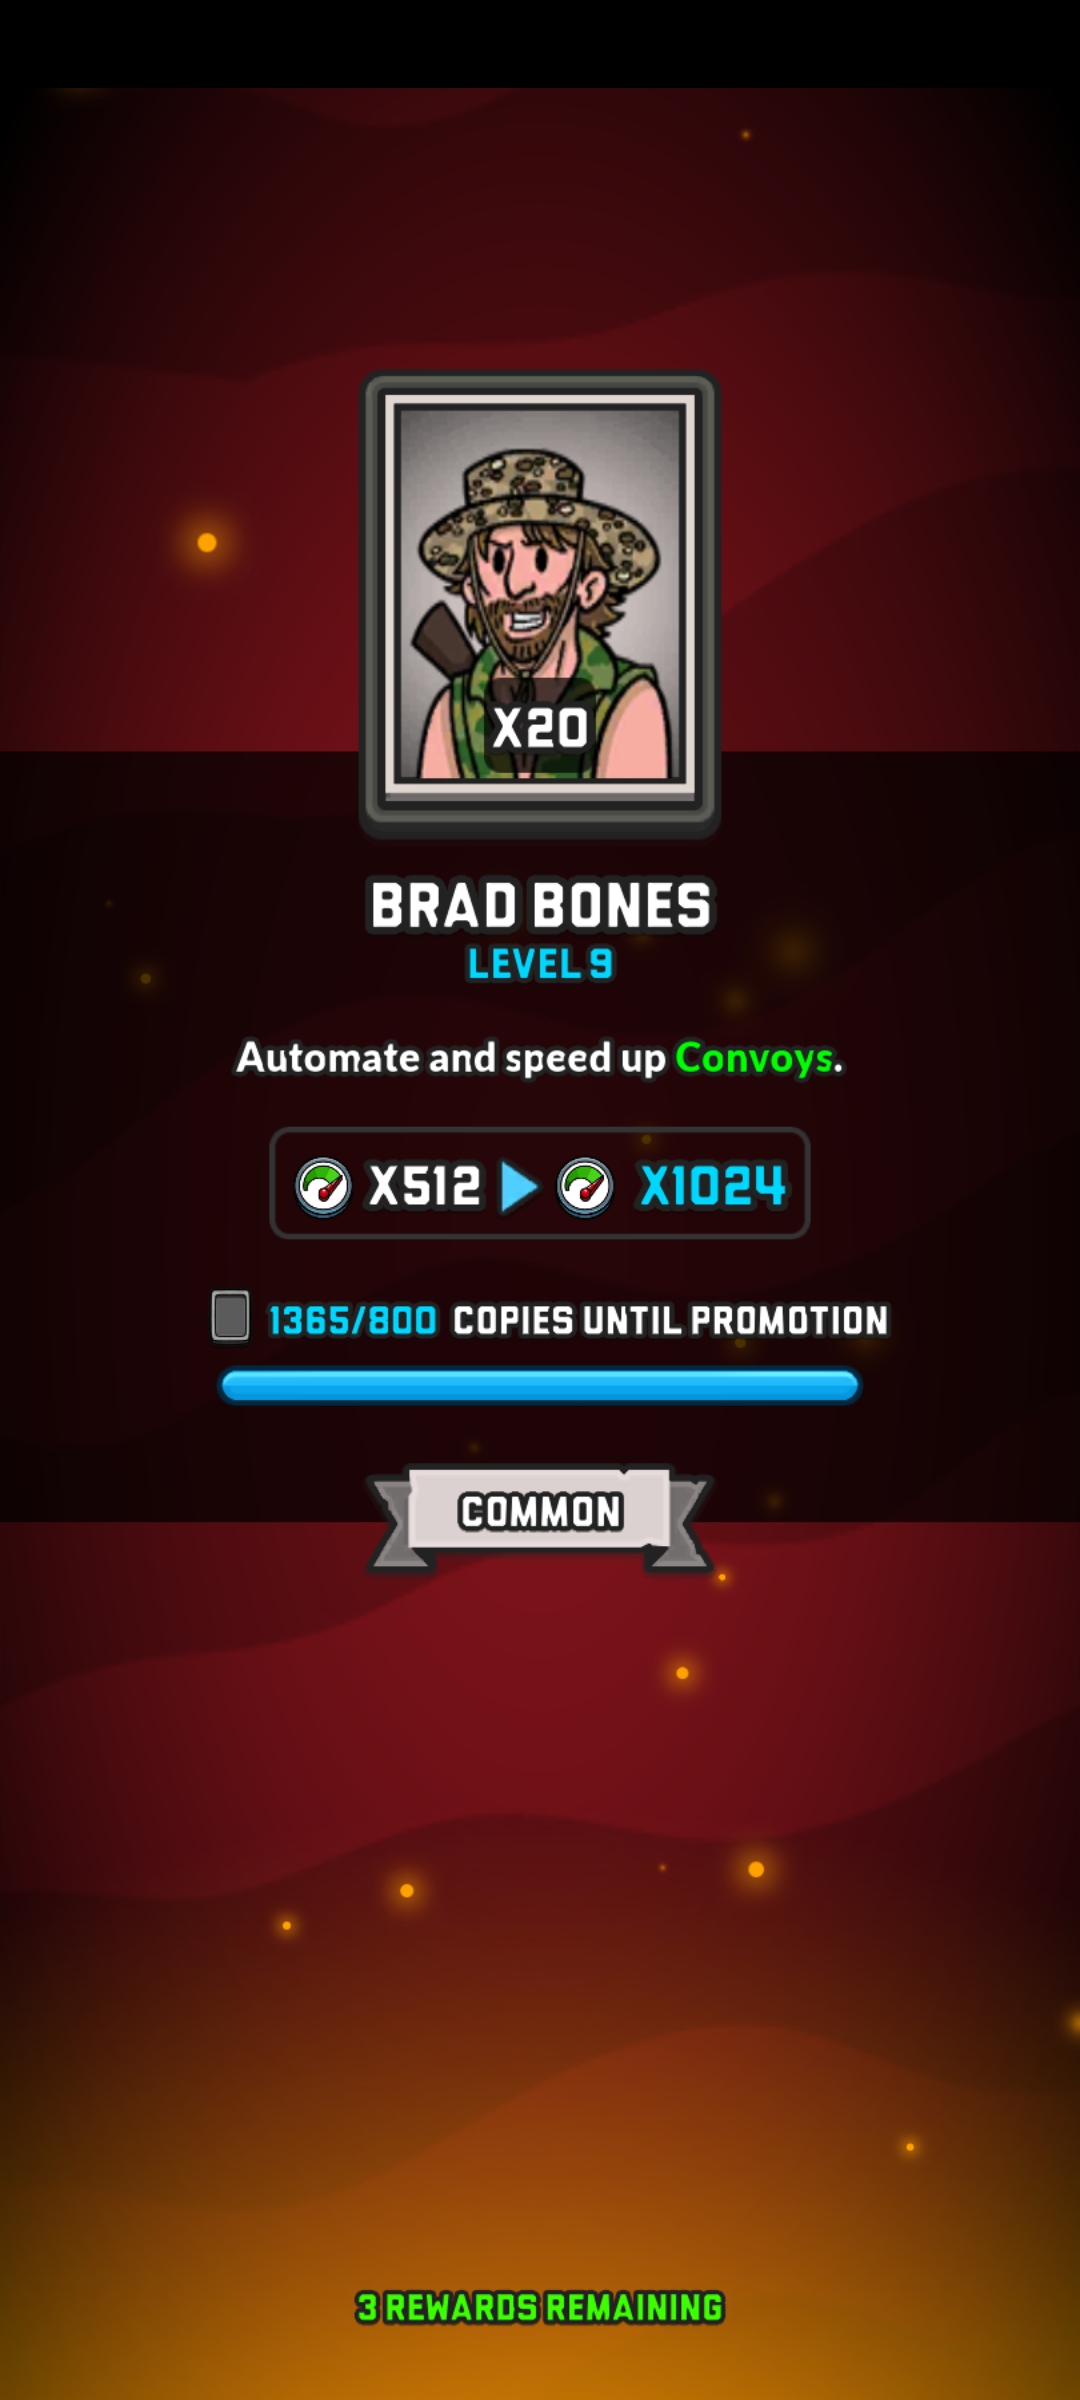 X20
BRAD BONES
LEVEL 9
Automate and speed up Convoys.
X512 X1024
1365/800 COPIES UNTIL PROMOTION
COMMON
3 REWARDS REMAINING